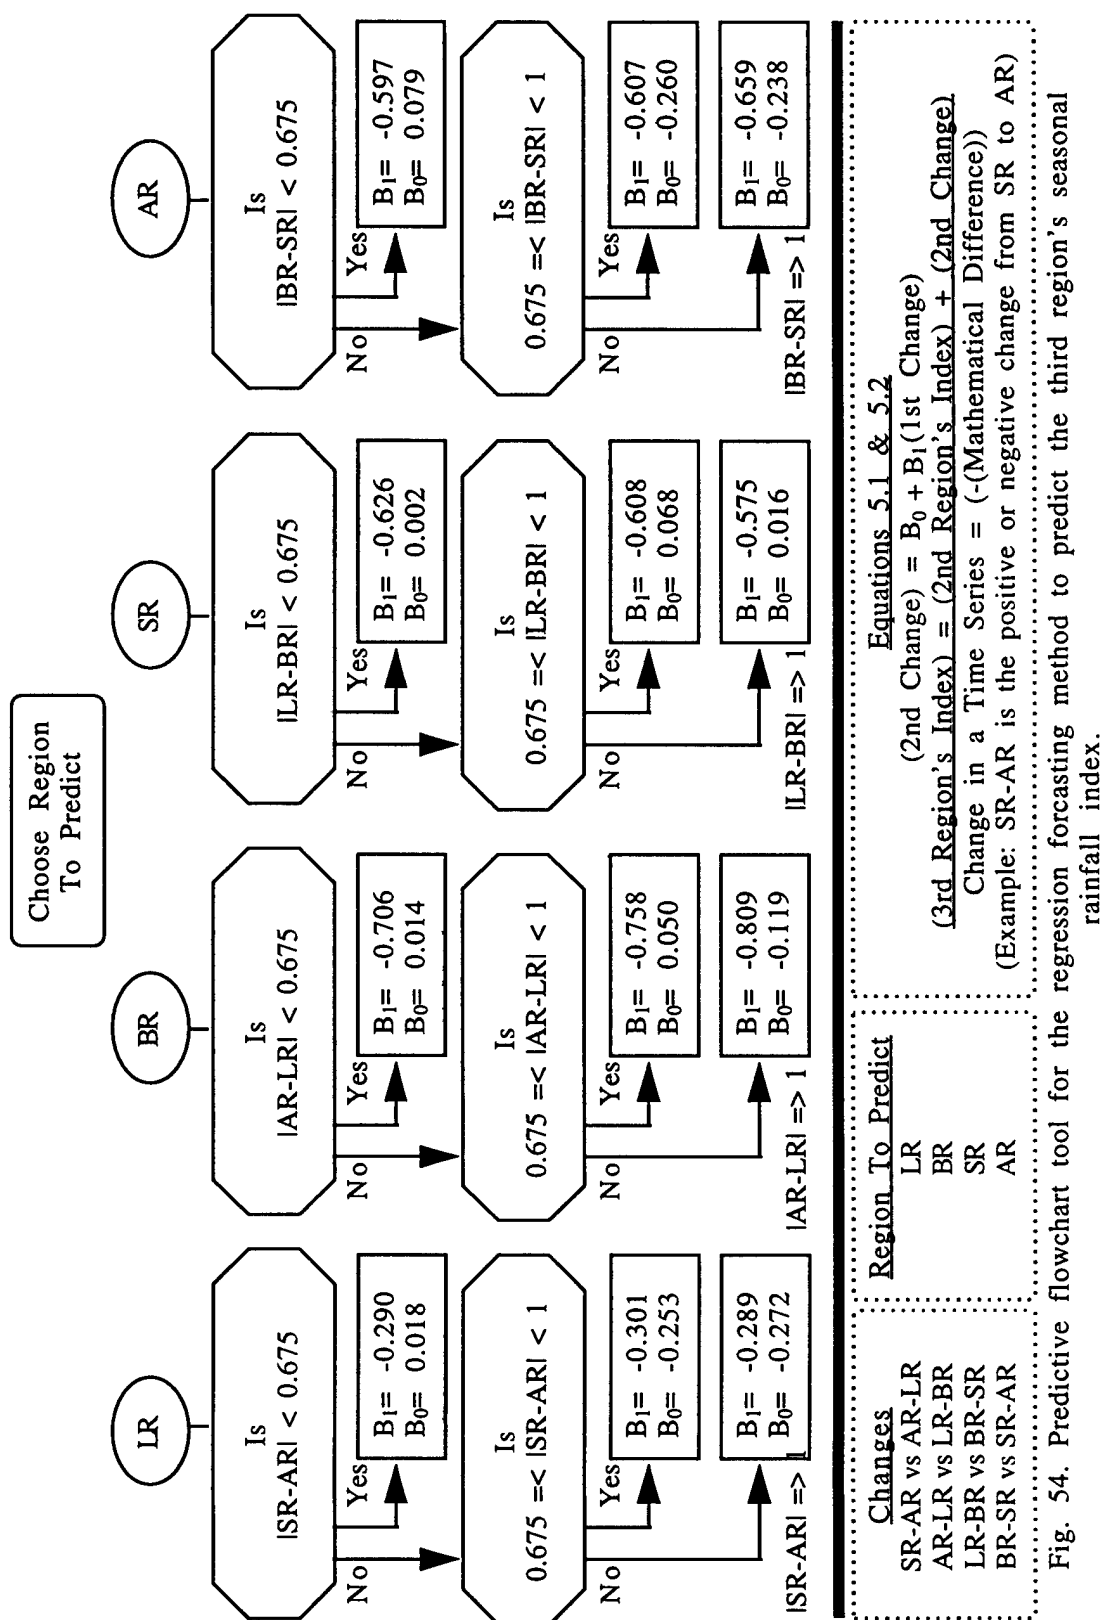 Choose Region
To Predict
LR
Is
|SR-AR| < 0.675
Yes
B1= -0.290
B0= 0.018
No
Is
0.675 =< |SR-AR| < 1
Yes
B1= -0.301
B0= -0.253
No
|SR-AR| => 1
B1= -0.289
B0= -0.272
BR
Is
|AR-LR| < 0.675
Yes
B1= -0.706
B0= 0.014
No
Is
0.675 =< |AR-LR| < 1
Yes
B1= -0.758
B0= 0.050
No
|AR-LR| => 1
B1= -0.809
B0= -0.119
SR
Is
|LR-BR| < 0.675
Yes
B1= -0.626
B0= 0.002
No
Is
0.675 =< |LR-BR| < 1
Yes
B1= -0.608
B0= 0.068
No
|LR-BR| => 1
B1= -0.575
B0= 0.016
AR
Is
|BR-SR| < 0.675
Yes
B1= -0.597
B0= 0.079
No
Is
0.675 =< |BR-SR| < 1
Yes
B1= -0.607
B0= -0.260
No
|BR-SR| => 1
B1= -0.659
B0= -0.238
Changes
SR-AR vs AR-LR
AR-LR vs LR-BR
LR-BR vs BR-SR
BR-SR vs SR-AR
Region To Predict
LR
BR
SR
AR
Equations 5.1 & 5.2
(2nd Change) = B0 + B1(1st Change)
(3rd Region's Index) = (2nd Region's Index) + (2nd Change)
Change in a Time Series = (-(Mathematical Difference))
(Example: SR-AR is the positive or negative change from SR to AR)
Fig. 54. Predictive flowchart tool for the regression forcasting method to predict the third region's seasonal
rainfall index.